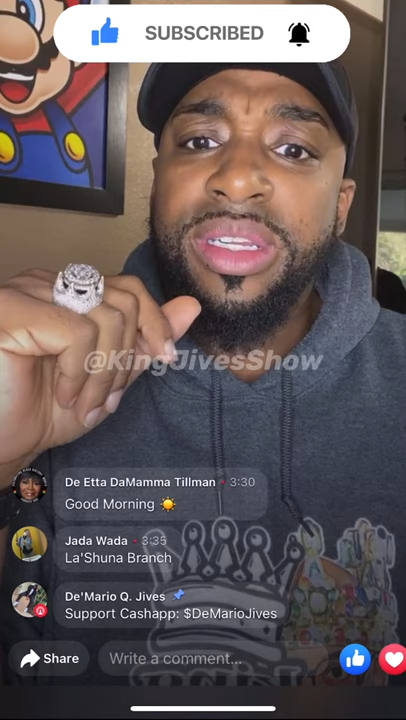 SUBSCRIBED
@KingJivesShow
De Etta DaMamma Tillman • 3:30
Good Morning ☀️
Jada Wada • 3:35
La'Shuna Branch
De'Mario Q. Jives
Support Cashapp: $DeMarioJives
Share
Write a comment...